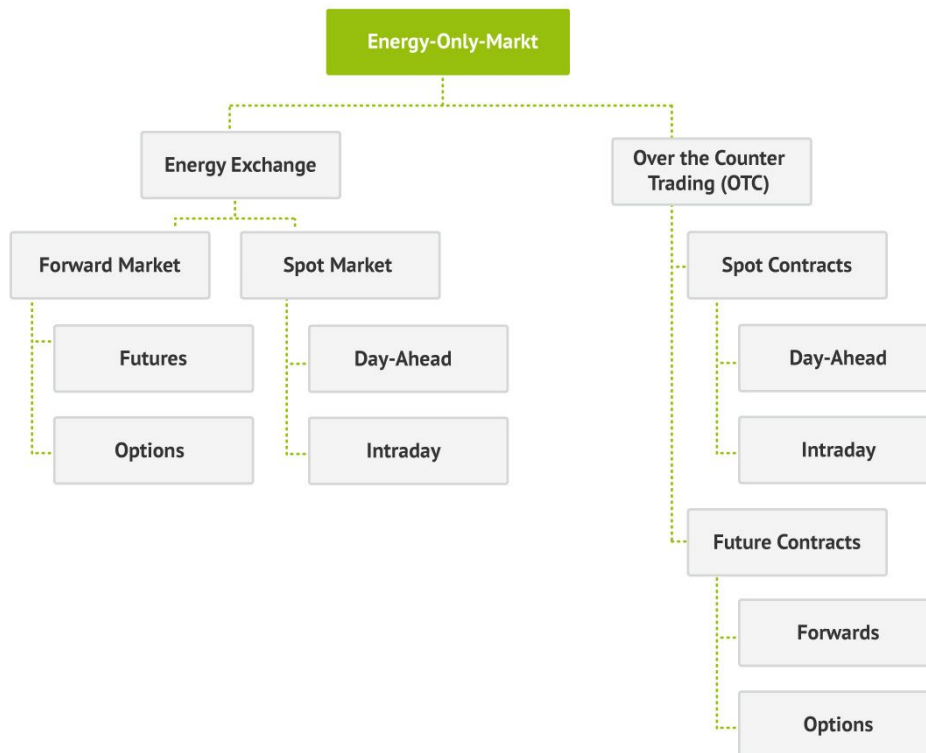 Energy-Only-Markt
Energy Exchange
Over the Counter
Trading (OTC)
Forward Market
Spot Market
Spot Contracts
Futures
Day-Ahead
Day-Ahead
Options
Intraday
Intraday
Future Contracts
Forwards
Options